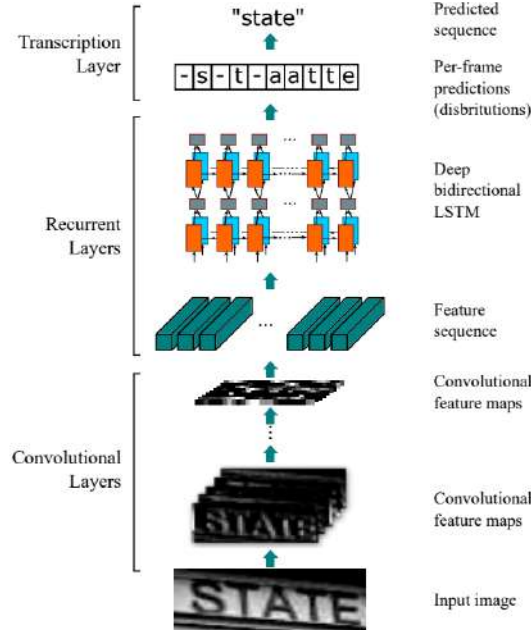 "state"
Predicted
sequence
Transcription
Layer
-s-t-aatte
Per-frame
predictions
(disbritutions)
Recurrent
Layers
...
...
Deep
bidirectional
LSTM
...
Feature
sequence
Convolutional
feature maps
Convolutional
Layers
STATE
Convolutional
feature maps
STATE
Input image